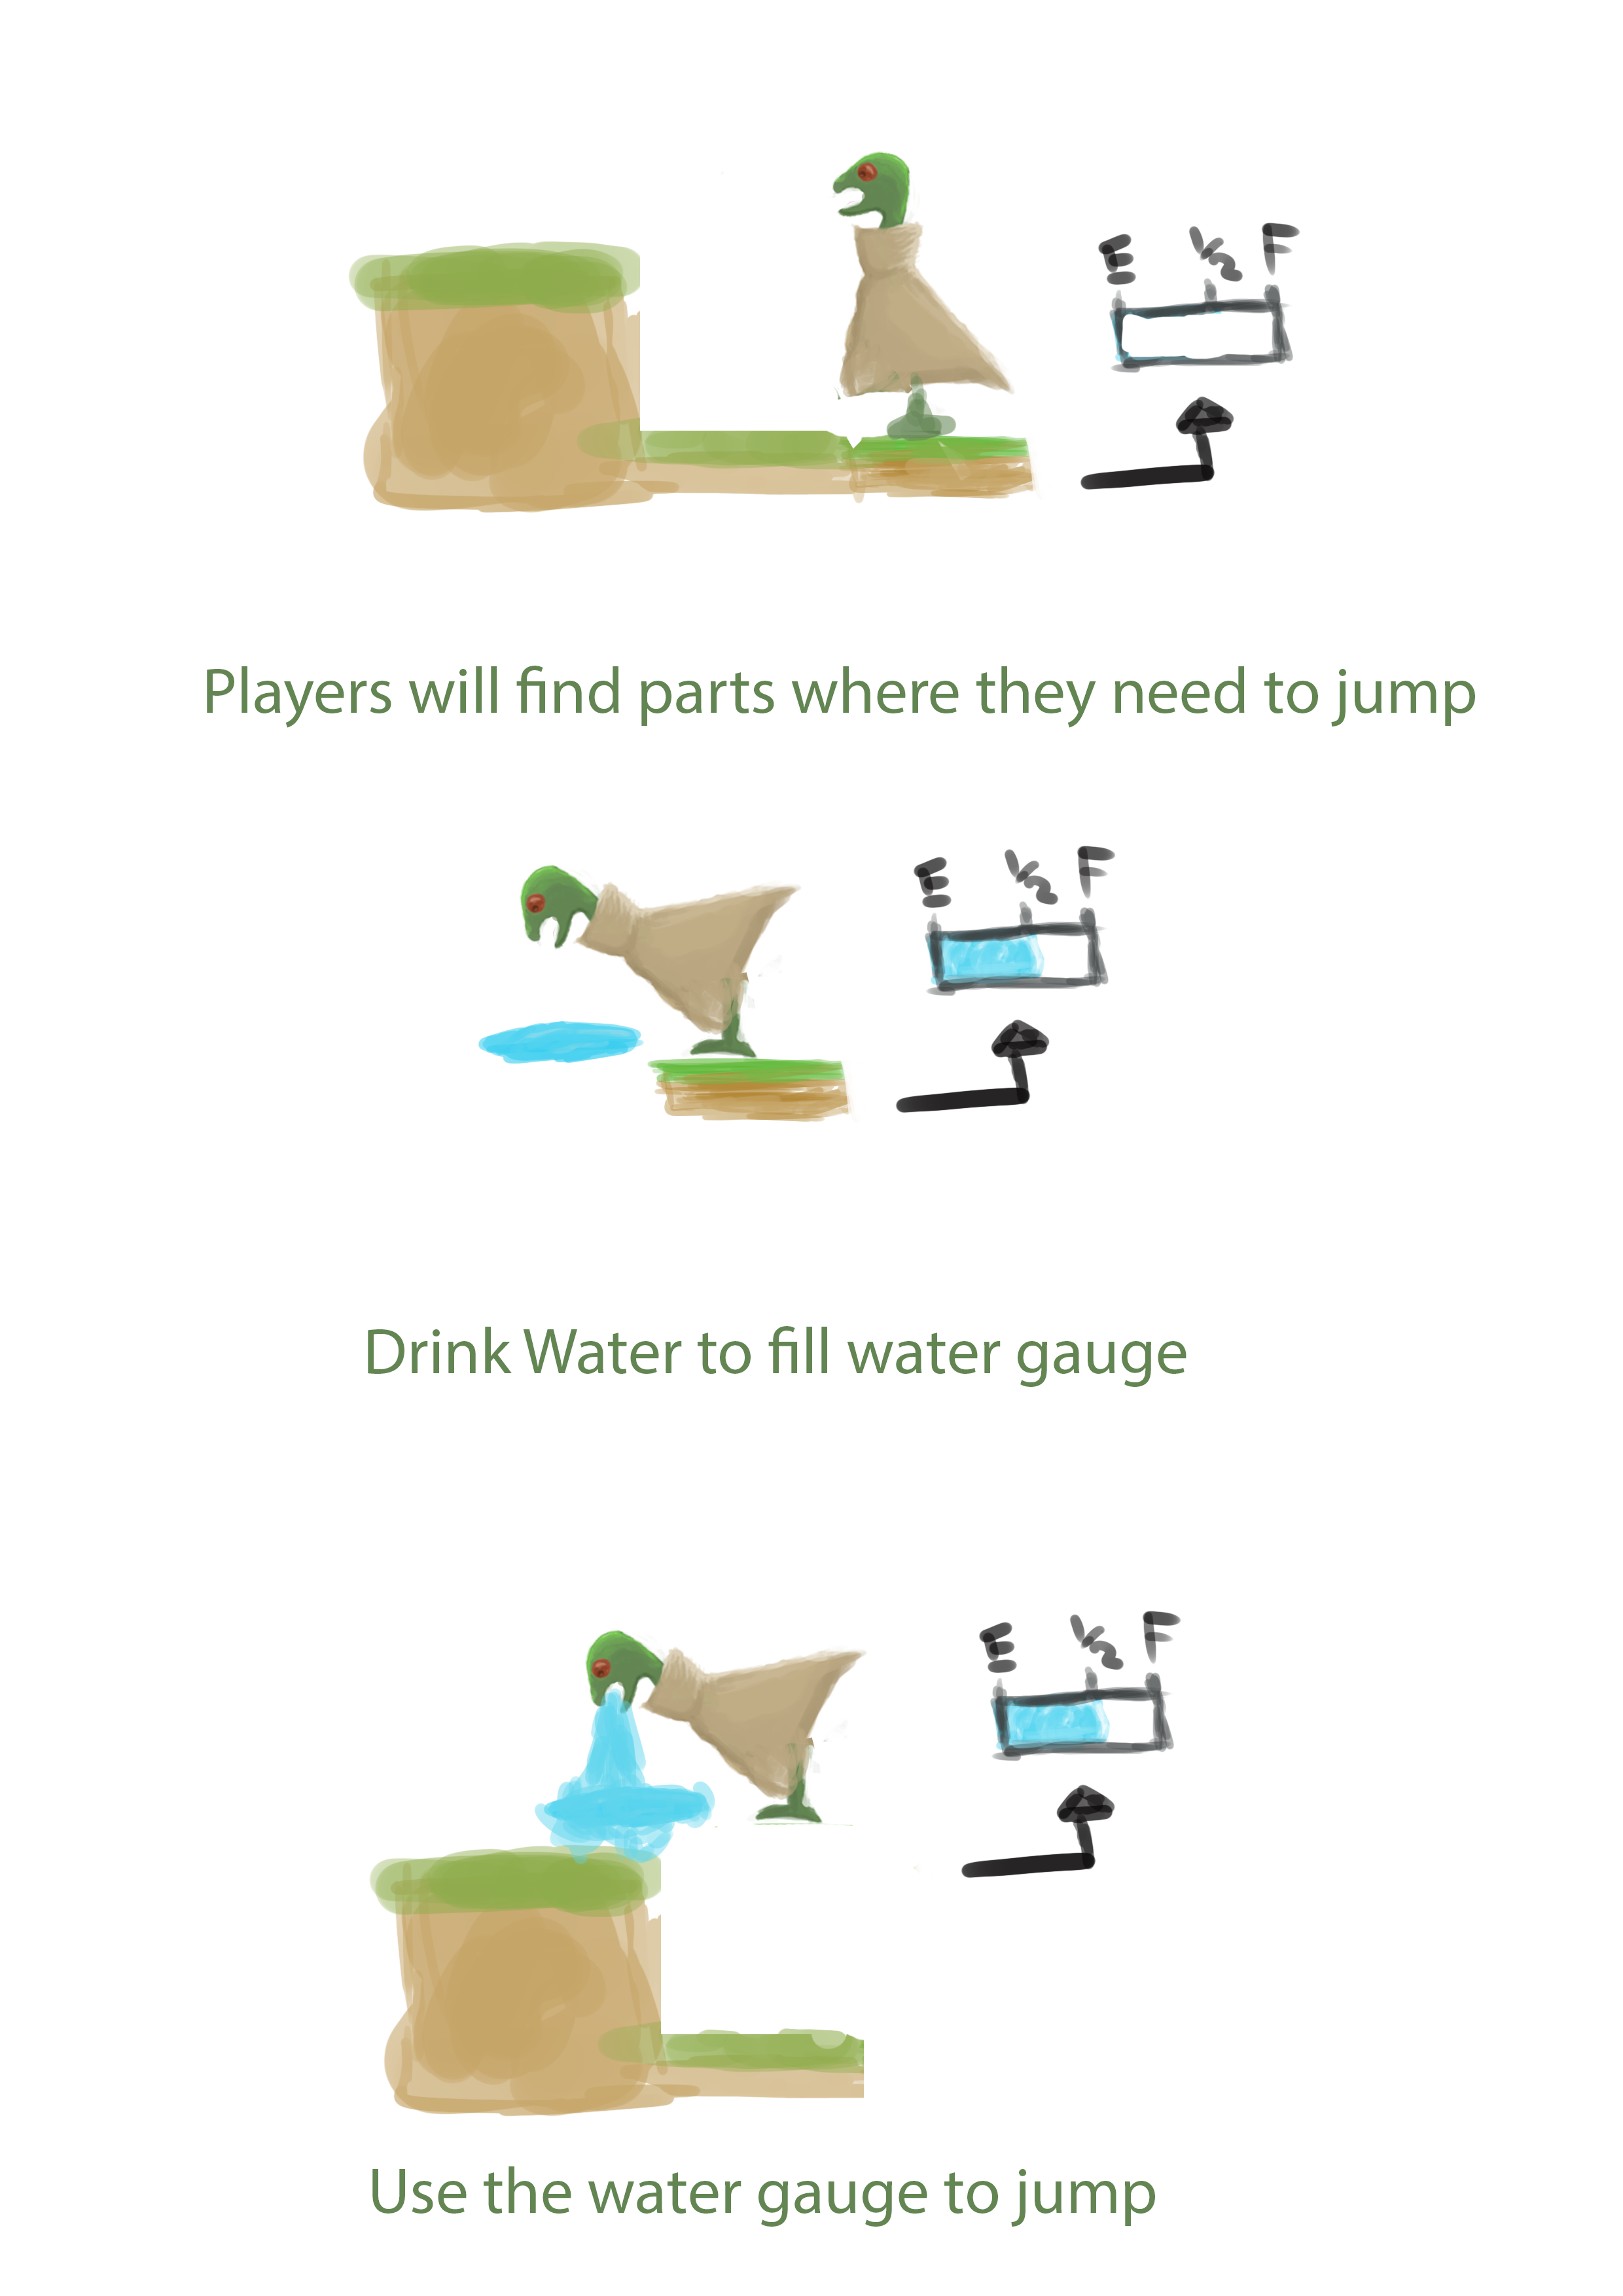 E ½ F
Players will find parts where they need to jump
E ½ F
Drink Water to fill water gauge
E ½ F
Use the water gauge to jump